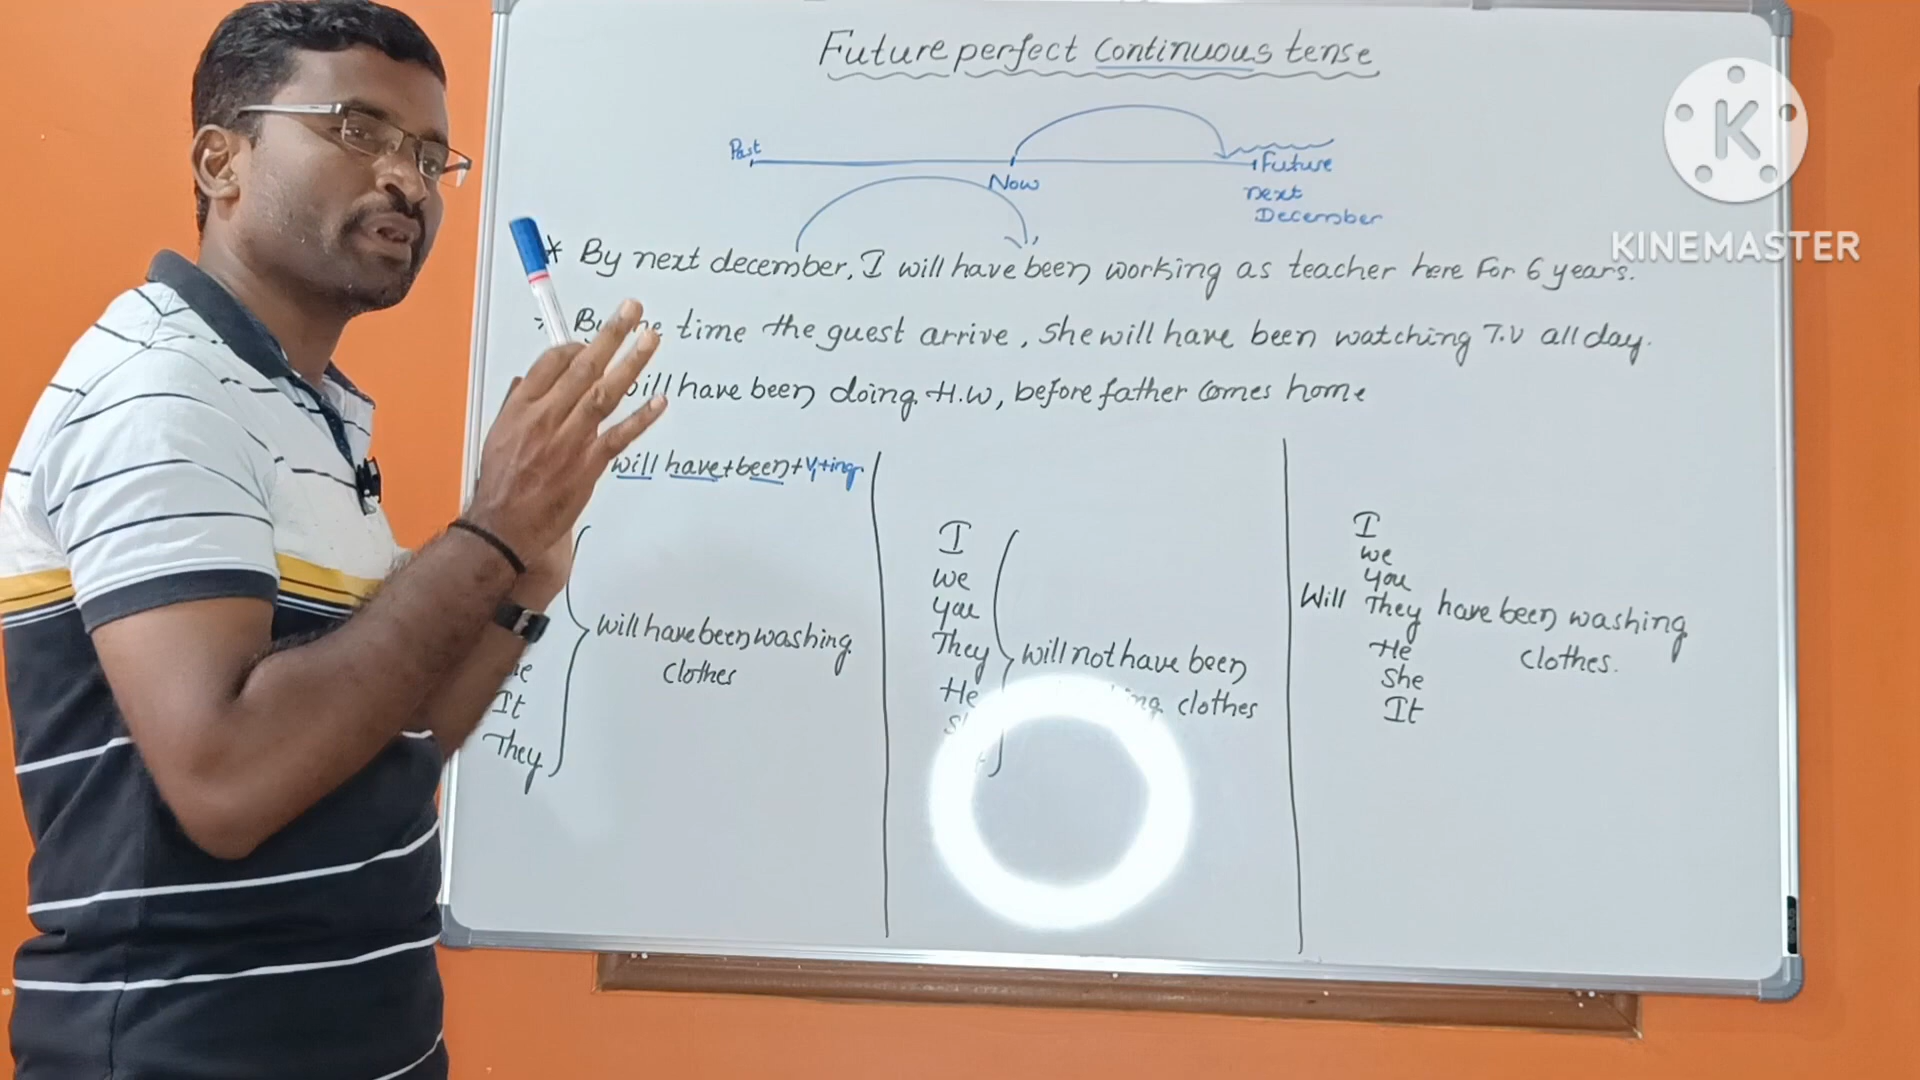 Future perfect continuous tense
Past
Now
Future
next
December
K
KINEMASTER
* By next december, I will have been working as teacher here for 6 years.
time the guest arrive, she will have been watching T.V all day.
will have been doing H.W, before father comes home
will have+been+V1+ing.
It
They
will have been washing
clothes
I
we
you
They
He
will not have been
clothes
I
we
you
Will They have been washing
He
clothes.
She
It